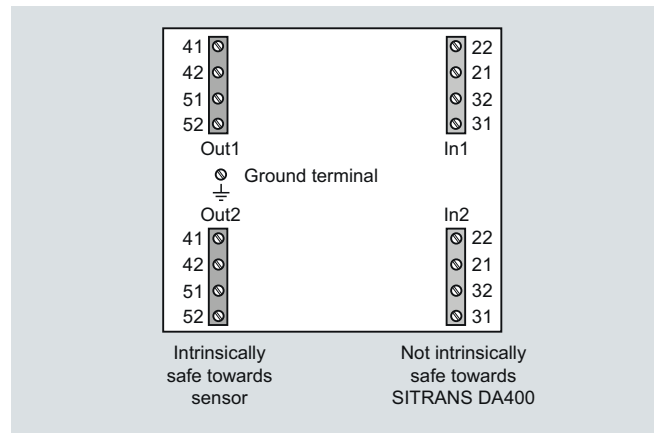 41 22
42 21
51 32
52 31
Out1 In1
Ground terminal
Out2 In2
41 22
42 21
51 32
52 31
Intrinsically
safe towards
sensor
Not intrinsically
safe towards
SITRANS DA400